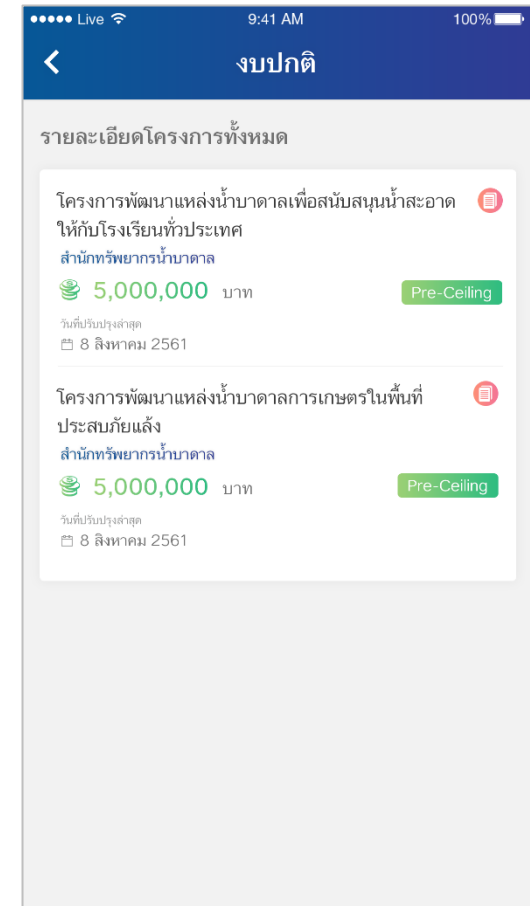 Live 9:41 AM 100%
งบปกติ
รายละเอียดโครงการทั้งหมด
โครงการพัฒนาแหล่งน้ำบาดาลเพื่อสนับสนุนน้ำสะอาด
ให้กับโรงเรียนทั่วประเทศ
สำนักทรัพยากรน้ำบาดาล
5,000,000 บาท Pre-Ceiling
วันที่ปรับปรุงล่าสุด
8 สิงหาคม 2561
โครงการพัฒนาแหล่งน้ำบาดาลการเกษตรในพื้นที่
ประสบภัยแล้ง
สำนักทรัพยากรน้ำบาดาล
5,000,000 บาท Pre-Ceiling
วันที่ปรับปรุงล่าสุด
8 สิงหาคม 2561